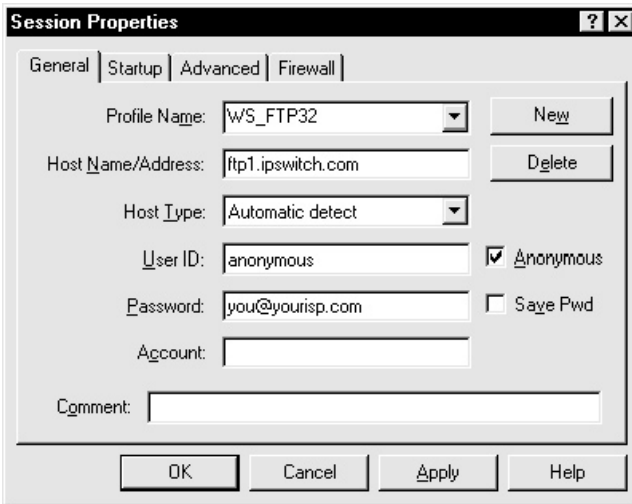 Session Properties
General Startup Advanced Firewall
Profile Name: WS_FTP32 New
Host Name/Address: ftp1.ipswitch.com Delete
Host Type: Automatic detect
User ID: anonymous Anonymous
Password: you@yourisp.com Save Pwd
Account:
Comment:
OK Cancel Apply Help